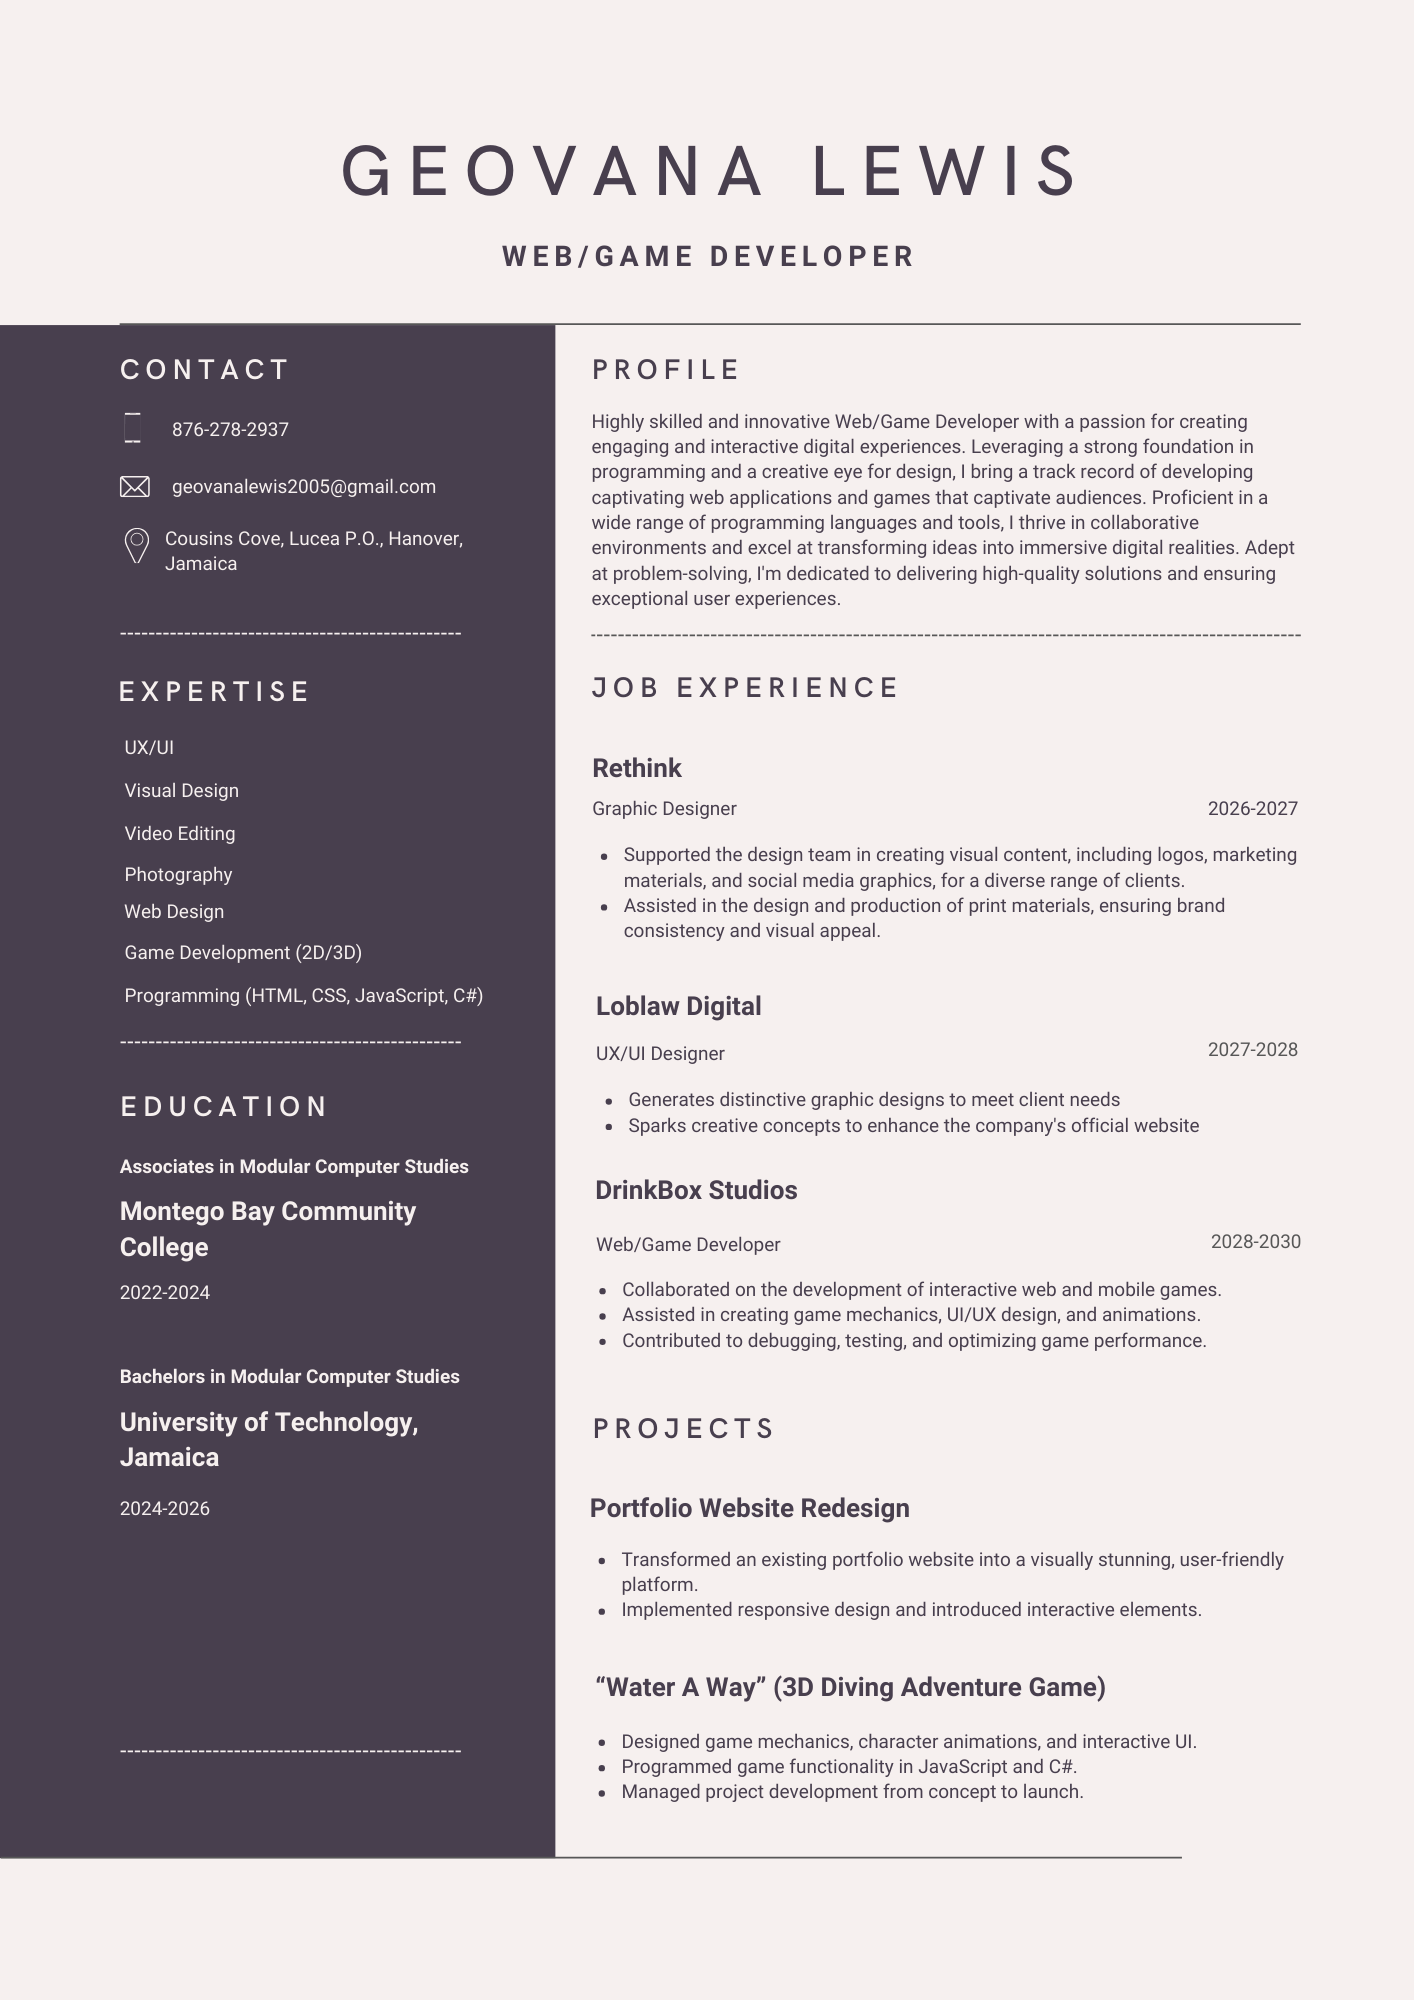 GEOVANA LEWIS
WEB/GAME DEVELOPER
CONTACT
876-278-2937
geovanalewis2005@gmail.com
Cousins Cove, Lucea P.O., Hanover,
Jamaica
EXPERTISE
UX/UI
Visual Design
Video Editing
Photography
Web Design
Game Development (2D/3D)
Programming (HTML, CSS, JavaScript, C#)
EDUCATION
Associates in Modular Computer Studies
Montego Bay Community
College
2022-2024
Bachelors in Modular Computer Studies
University of Technology,
Jamaica
2024-2026
PROFILE
Highly skilled and innovative Web/Game Developer with a passion for creating
engaging and interactive digital experiences. Leveraging a strong foundation in
programming and a creative eye for design, I bring a track record of developing
captivating web applications and games that captivate audiences. Proficient in a
wide range of programming languages and tools, I thrive in collaborative
environments and excel at transforming ideas into immersive digital realities. Adept
at problem-solving, I'm dedicated to delivering high-quality solutions and ensuring
exceptional user experiences.
JOB EXPERIENCE
Rethink
Graphic Designer 2026-2027
• Supported the design team in creating visual content, including logos, marketing
materials, and social media graphics, for a diverse range of clients.
• Assisted in the design and production of print materials, ensuring brand
consistency and visual appeal.
Loblaw Digital
UX/UI Designer 2027-2028
• Generates distinctive graphic designs to meet client needs
• Sparks creative concepts to enhance the company's official website
DrinkBox Studios
Web/Game Developer 2028-2030
• Collaborated on the development of interactive web and mobile games.
• Assisted in creating game mechanics, UI/UX design, and animations.
• Contributed to debugging, testing, and optimizing game performance.
PROJECTS
Portfolio Website Redesign
• Transformed an existing portfolio website into a visually stunning, user-friendly
platform.
• Implemented responsive design and introduced interactive elements.
“Water A Way” (3D Diving Adventure Game)
• Designed game mechanics, character animations, and interactive UI.
• Programmed game functionality in JavaScript and C#.
• Managed project development from concept to launch.